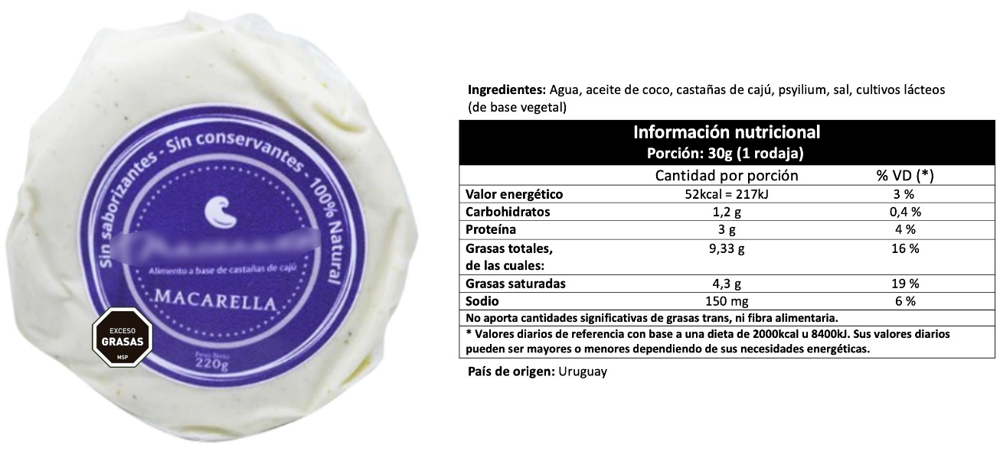 Sin saborizantes - Sin conservantes - 100% Natural
Alimento a base de castañas de cajú
MACARELLA
Peso Neto
220g
EXCESO
GRASAS
MSP
Ingredientes: Agua, aceite de coco, castañas de cajú, psyilium, sal, cultivos lácteos
(de base vegetal)
Información nutricional
Porción: 30g (1 rodaja)
Cantidad por porción % VD (*)
Valor energético 52kcal = 217kJ 3 %
Carbohidratos 1,2 g 0,4 %
Proteína 3 g 4 %
Grasas totales, 9,33 g 16 %
de las cuales:
Grasas saturadas 4,3 g 19 %
Sodio 150 mg 6 %
No aporta cantidades significativas de grasas trans, ni fibra alimentaria.
* Valores diarios de referencia con base a una dieta de 2000kcal u 8400kJ. Sus valores diarios
pueden ser mayores o menores dependiendo de sus necesidades energéticas.
País de origen: Uruguay